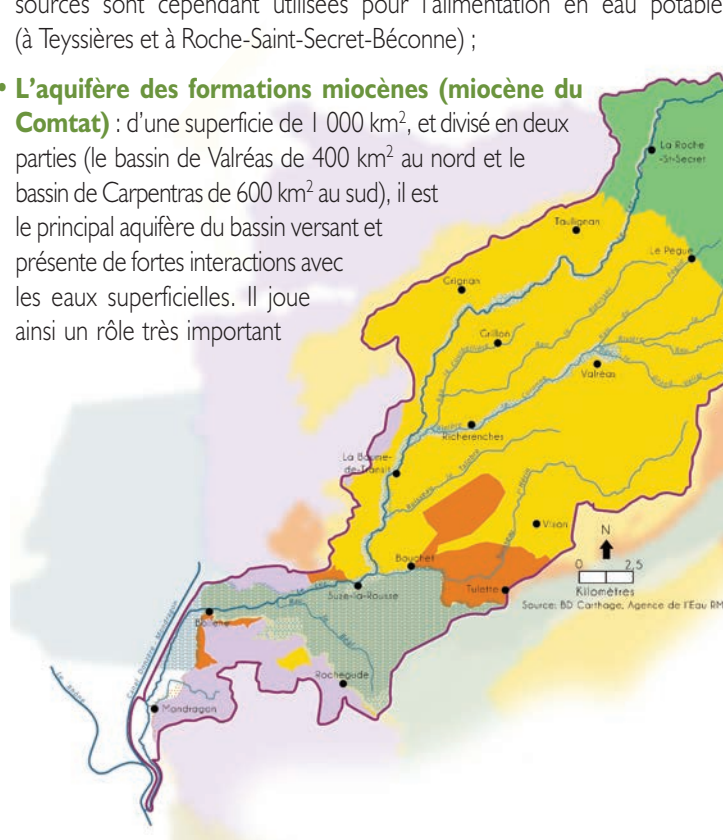 sources sont cependant utilisées pour l'alimentation en eau potable
(à Teyssières et à Roche-Saint-Secret-Béconne) ;
• L'aquifère des formations miocènes (miocène du
Comtat) : d'une superficie de 1 000 km², et divisé en deux
parties (le bassin de Valréas de 400 km² au nord et le
bassin de Carpentras de 600 km² au sud), il est
le principal aquifère du bassin versant et
présente de fortes interactions avec
les eaux superficielles. Il joue
ainsi un rôle très important
La Roche
-St-Secret
Taulignan
Le Pègue
Grignan
Grillon
Valréas
Richerenches
La Baume-
de-Transit
Visan
N
Bouchet
0 2,5
Kilomètres
Tulette
Suze-la-Rousse
Source: BD Carthage, Agence de l'Eau RM
Bollène
Rochegude
Mondragon